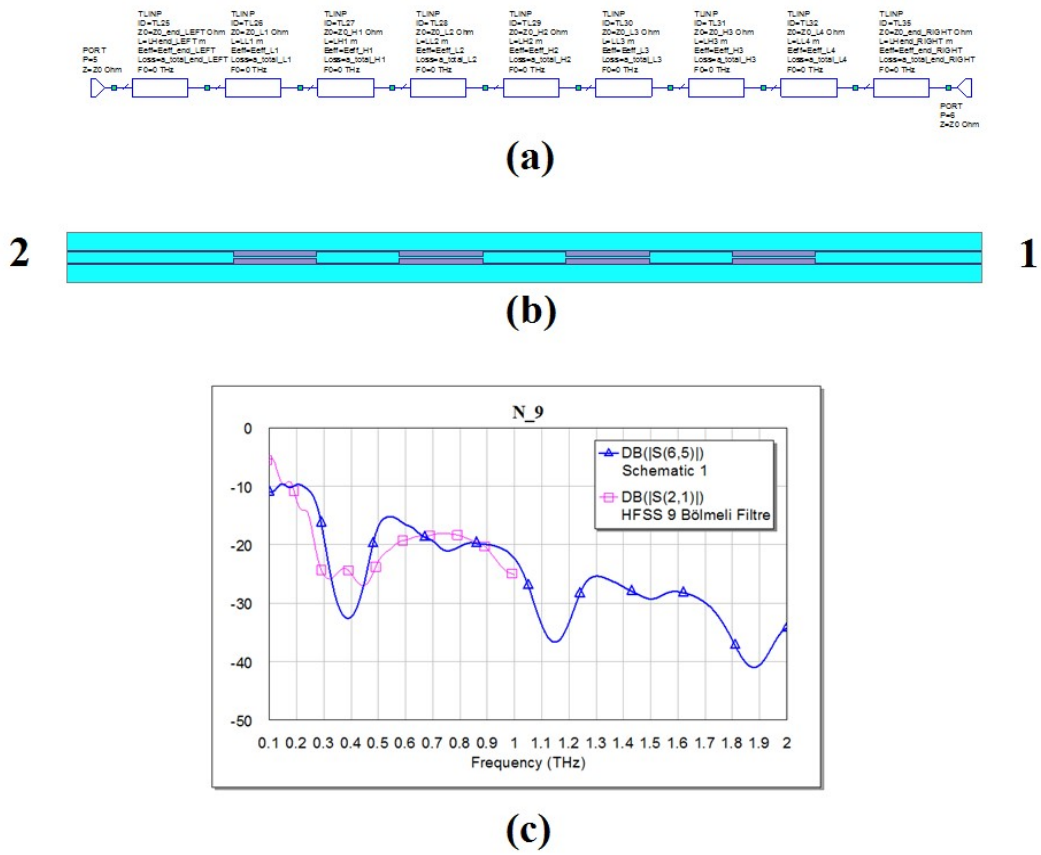 TLINP
ID=TL25
Z0=Z0_end_LEFT Ohm
L=LHend_LEFT m
Eeff=Eeff_end_LEFT
Loss=a_total_end_LEFT
F0=0 THz
TLINP
ID=TL26
Z0=Z0_L1 Ohm
L=LL1 m
Eeff=Eeff_L1
Loss=a_total_L1
F0=0 THz
TLINP
ID=TL27
Z0=Z0_H1 Ohm
L=LH1 m
Eeff=Eeff_H1
Loss=a_total_H1
F0=0 THz
TLINP
ID=TL28
Z0=Z0_L2 Ohm
L=LL2 m
Eeff=Eeff_L2
Loss=a_total_L2
F0=0 THz
TLINP
ID=TL29
Z0=Z0_H2 Ohm
L=LH2 m
Eeff=Eeff_H2
Loss=a_total_H2
F0=0 THz
TLINP
ID=TL30
Z0=Z0_L3 Ohm
L=LL3 m
Eeff=Eeff_L3
Loss=a_total_L3
F0=0 THz
TLINP
ID=TL31
Z0=Z0_H3 Ohm
L=LH3 m
Eeff=Eeff_H3
Loss=a_total_H3
F0=0 THz
TLINP
ID=TL32
Z0=Z0_L4 Ohm
L=LL4 m
Eeff=Eeff_L4
Loss=a_total_L4
F0=0 THz
TLINP
ID=TL35
Z0=Z0_end_RIGHT Ohm
L=LHend_RIGHT m
Eeff=Eeff_end_RIGHT
Loss=a_total_end_RIGHT
F0=0 THz
PORT
P=5
Z=Z0 Ohm
PORT
P=6
Z=Z0 Ohm
(a)
2
1
(b)
N_9
DB(|S(6,5)|)
Schematic 1
DB(|S(2,1)|)
HFSS 9 Bölmeli Filtre
0
-10
-20
-30
-40
-50
0.1 0.2 0.3 0.4 0.5 0.6 0.7 0.8 0.9 1 1.1 1.2 1.3 1.4 1.5 1.6 1.7 1.8 1.9 2
Frequency (THz)
(c)